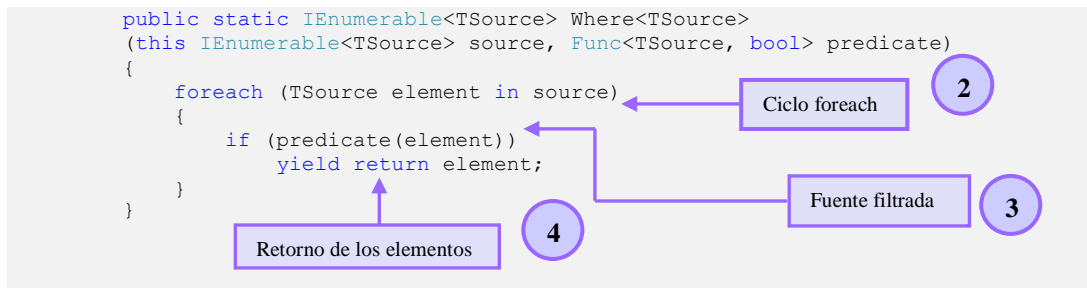 public static IEnumerable<TSource> Where<TSource>
(this IEnumerable<TSource> source, Func<TSource, bool> predicate)
{
foreach (TSource element in source)
Ciclo foreach
2
{
if (predicate(element))
yield return element;
}
Fuente filtrada
3
}
Retorno de los elementos
4